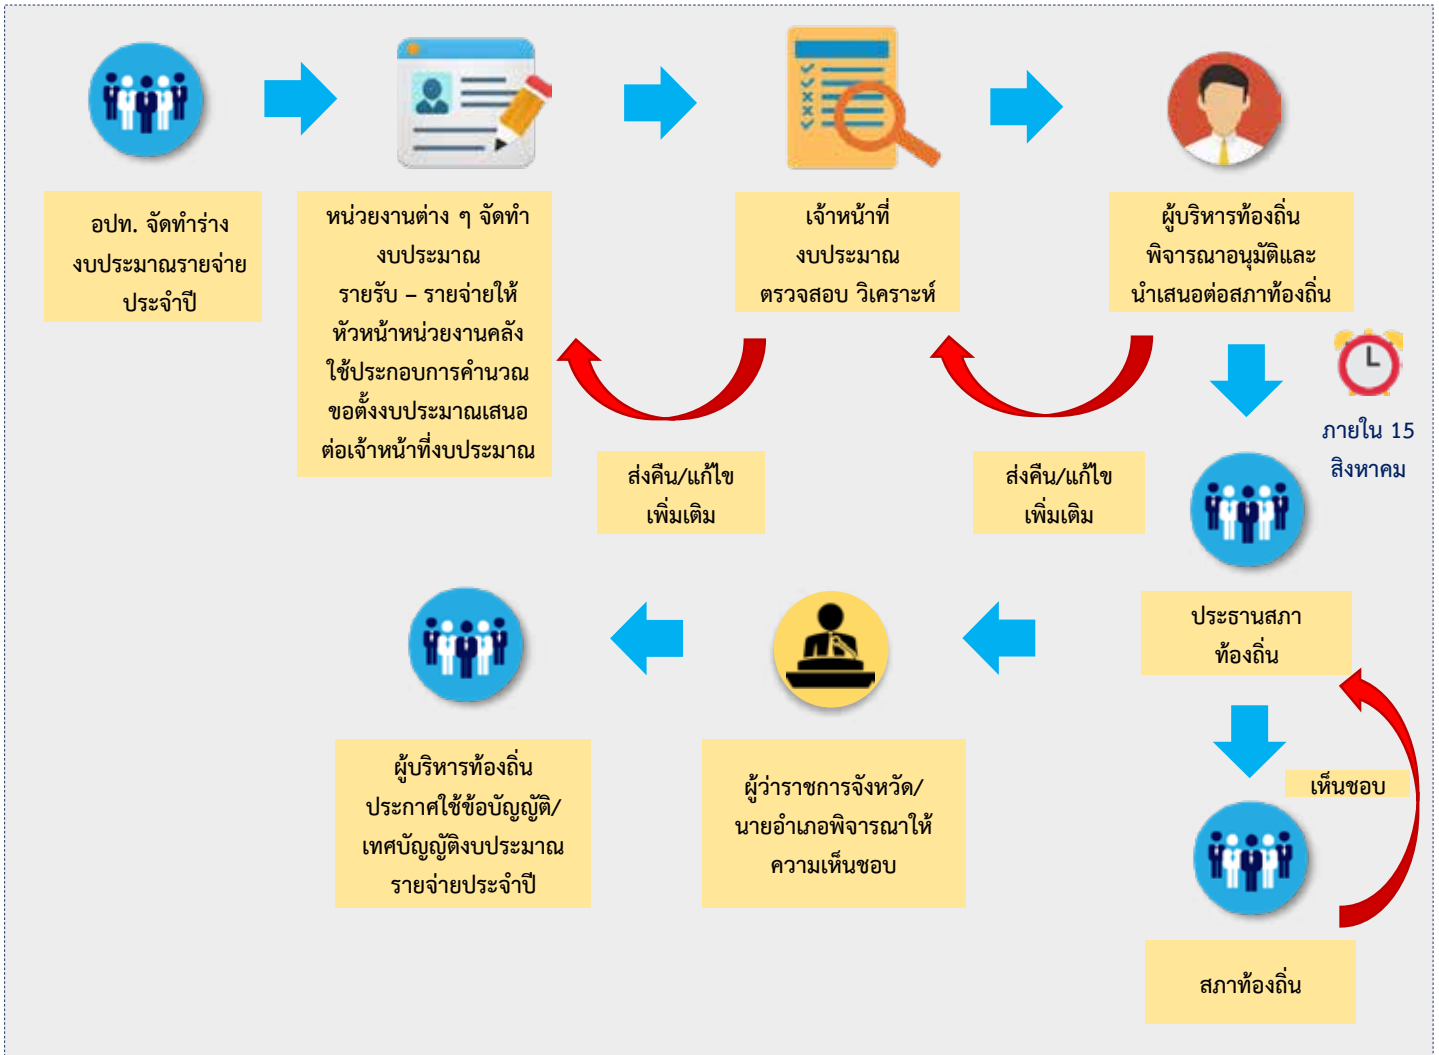 อปท. จัดทำร่าง
งบประมาณรายจ่าย
ประจำปี
หน่วยงานต่าง ๆ จัดทำ
งบประมาณ
รายรับ – รายจ่ายให้
หัวหน้าหน่วยงานคลัง
ใช้ประกอบการคำนวณ
ขอตั้งงบประมาณเสนอ
ต่อเจ้าหน้าที่งบประมาณ
เจ้าหน้าที่
งบประมาณ
ตรวจสอบ วิเคราะห์
ผู้บริหารท้องถิ่น
พิจารณาอนุมัติและ
นำเสนอต่อสภาท้องถิ่น
ส่งคืน/แก้ไข
เพิ่มเติม
ส่งคืน/แก้ไข
เพิ่มเติม
ภายใน 15
สิงหาคม
ประธานสภา
ท้องถิ่น
เห็นชอบ
สภาท้องถิ่น
ผู้ว่าราชการจังหวัด/
นายอำเภอพิจารณาให้
ความเห็นชอบ
ผู้บริหารท้องถิ่น
ประกาศใช้ข้อบัญญัติ/
เทศบัญญัติงบประมาณ
รายจ่ายประจำปี